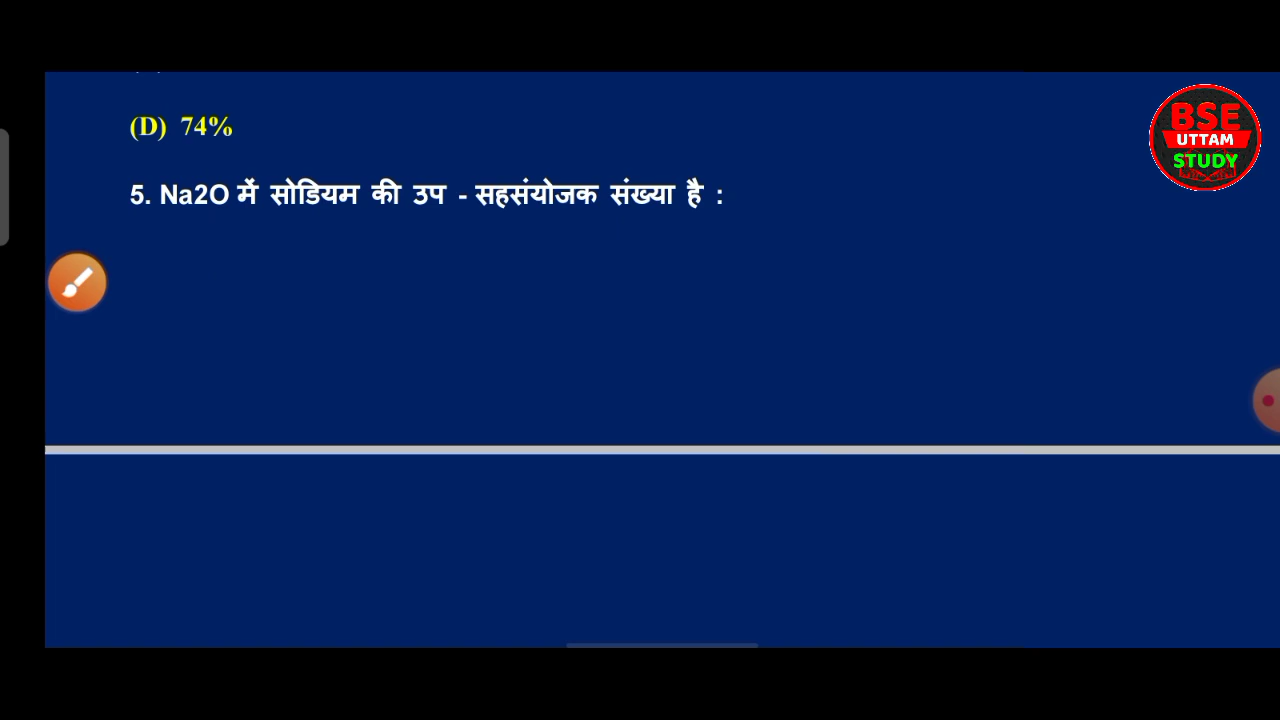 (D) 74%
BSE
UTTAM
STUDY
5. Na2O में सोडियम की उप - सहसंयोजक संख्या है :